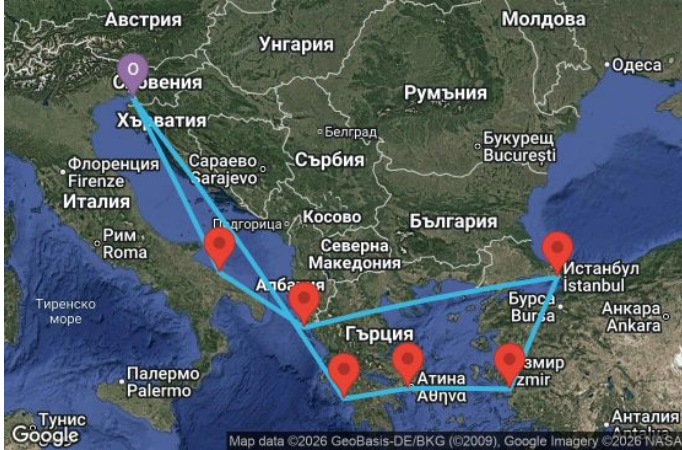 Австрия
Молдова
Унгария
Одеса
О
Словения
Румъния
Хърватия
Белград
Букурещ
București
Флоренция
Firenze
Сараево
Sarajevo
Сърбия
Италия
Подгорица
Косово
България
Рим
Roma
Северна
Македония
Албания
Истанбул
İstanbul
Тиренско
море
Бурса
Bursa
Анкара
Ankara
Гърция
Палермо
Palermo
Атина
Αθήνα
Измир
İzmir
Тунис
Анталия
Antalya
Google
Map data ©2026 GeoBasis-DE/BKG (©2009), Google Imagery ©2026 NASA